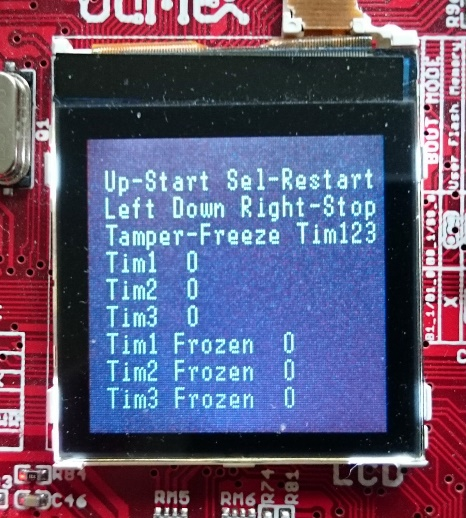 OLIMEX
Up-Start Sel-Restart
Left Down Right-Stop
Tamper-Freeze Tim123
Tim1  0
Tim2  0
Tim3  0
Tim1 Frozen  0
Tim2 Frozen  0
Tim3 Frozen  0
Q1
BOOT MODE
User Flash Memory
X
R84
C46
RM5
RM6
R74
R81
LCD